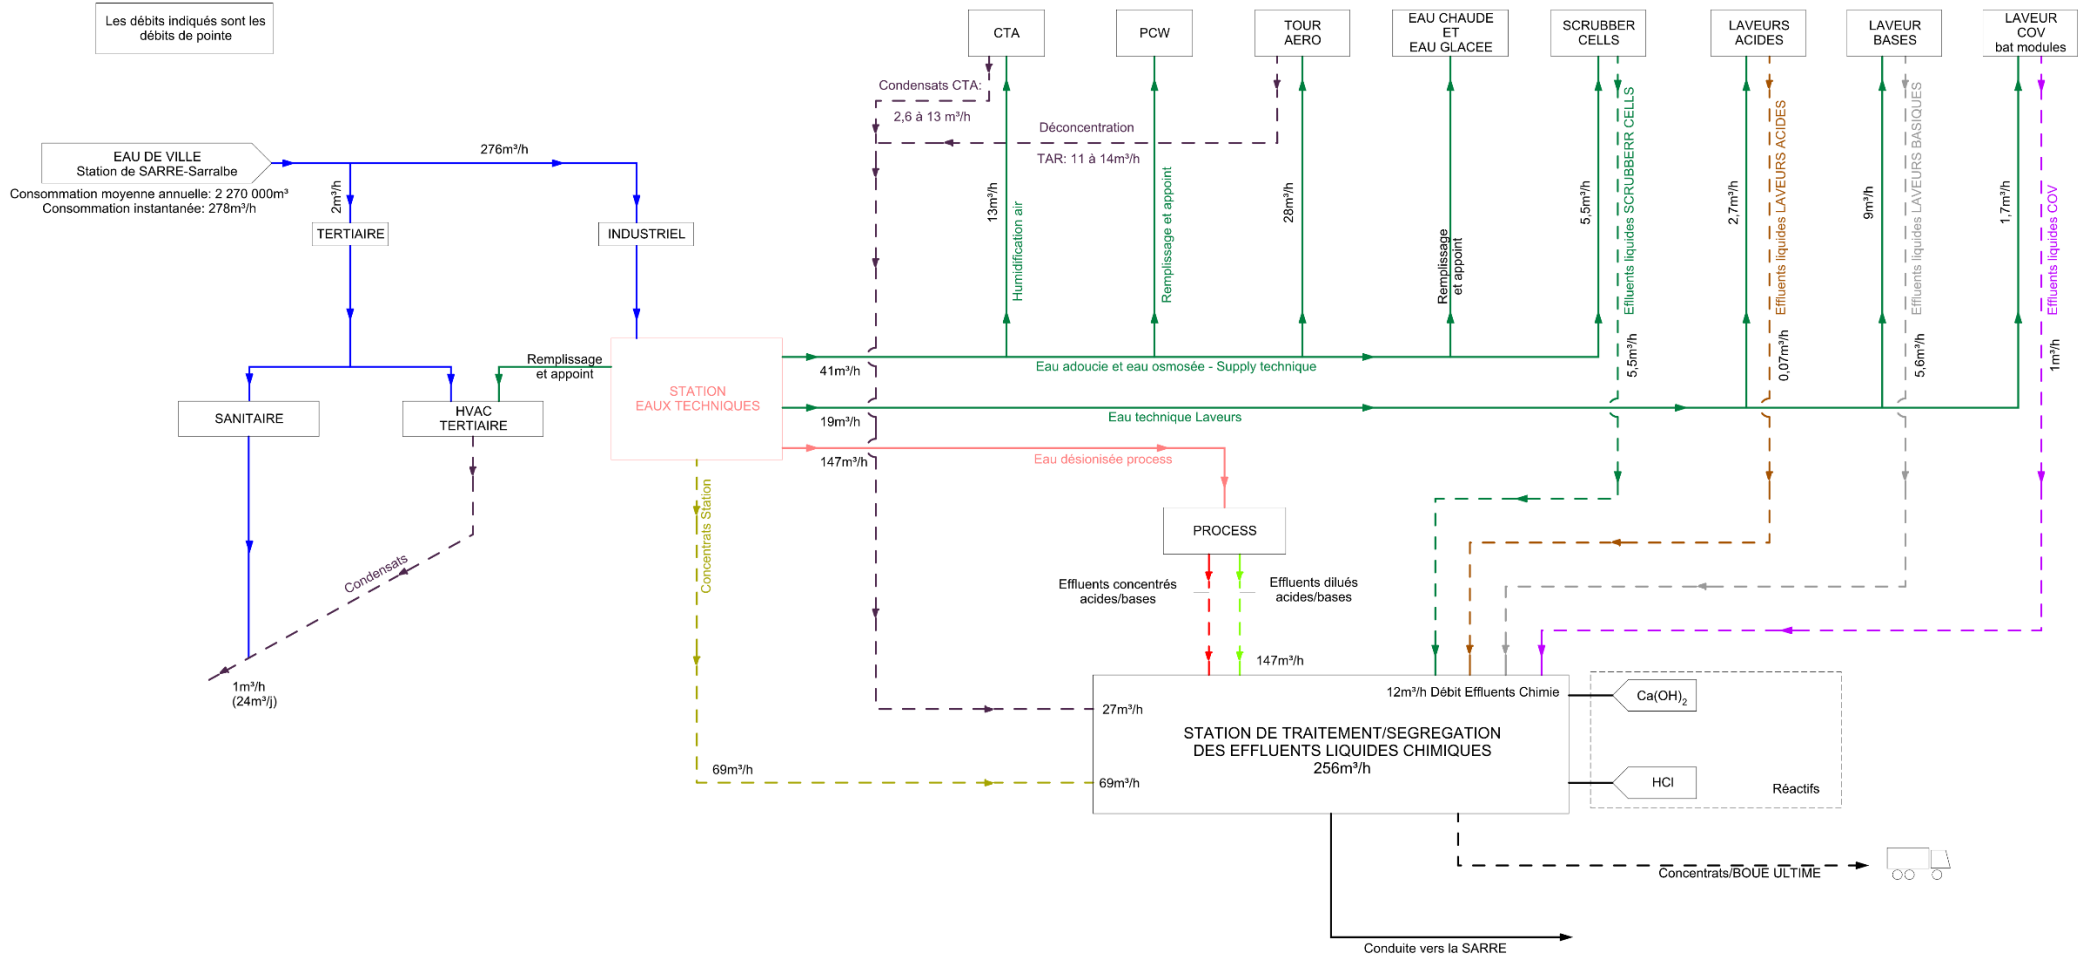 Les débits indiqués sont les
débits de pointe
CTA
PCW
TOUR
AERO
EAU CHAUDE
ET
EAU GLACEE
SCRUBBER
CELLS
LAVEURS
ACIDES
LAVEUR
BASES
LAVEUR
COV
bat modules
Condensats CTA:
2,6 à 13 m³/h
Déconcentration
TAR: 11 à 14m³/h
EAU DE VILLE
Station de SARRE-Sarralbe
Consommation moyenne annuelle: 2 270 000m³
Consommation instantanée: 278m³/h
276m³/h
2m³/h
TERTIAIRE
INDUSTRIEL
13m³/h
Humidification air
Remplissage et appoint
28m³/h
Remplissage
et appoint
5,5m³/h
Eflluents liquides SCRUBBERR CELLS
5,5m³/h
2,7m³/h
Effluents liquides LAVEURS ACIDES
0,07m³/h
9m³/h
Effluents liquides LAVEURS BASIQUES
5,6m³/h
1,7m³/h
Effluents liquides COV
1m³/h
Remplissage
et appoint
STATION
EAUX TECHNIQUES
41m³/h
Eau adoucie et eau osmosée - Supply technique
19m³/h
Eau technique Laveurs
147m³/h
Eau désionisée process
SANITAIRE
HVAC
TERTIAIRE
Condensats
1m³/h
(24m³/j)
Concentrats Station
PROCESS
Effluents concentrés
acides/bases
Effluents dilués
acides/bases
147m³/h
12m³/h Débit Effluents Chimie
27m³/h
STATION DE TRAITEMENT/SEGREGATION
DES EFFLUENTS LIQUIDES CHIMIQUES
256m³/h
69m³/h
69m³/h
Ca(OH)₂
HCl
Réactifs
Concentrats/BOUE ULTIME
Conduite vers la SARRE